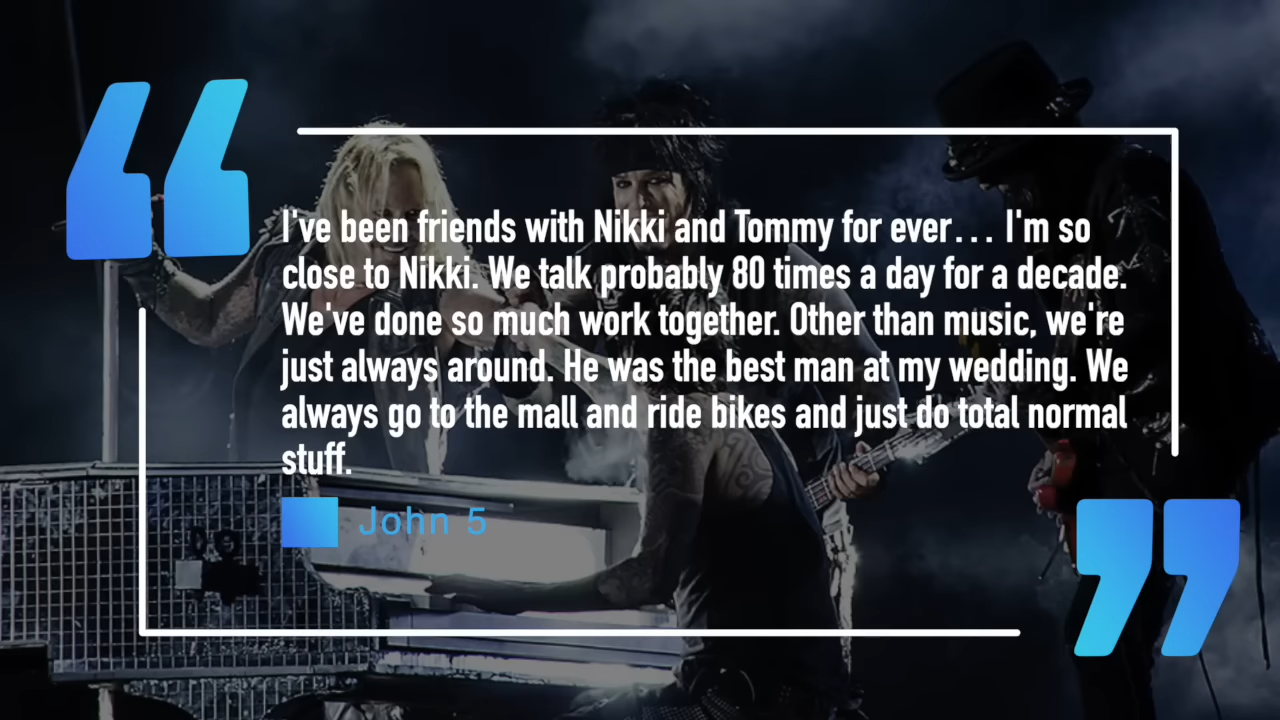 I've been friends with Nikki and Tommy for ever... I'm so
close to Nikki. We talk probably 80 times a day for a decade.
We've done so much work together. Other than music, we're
just always around. He was the best man at my wedding. We
always go to the mall and ride bikes and just do total normal
stuff.
John 5